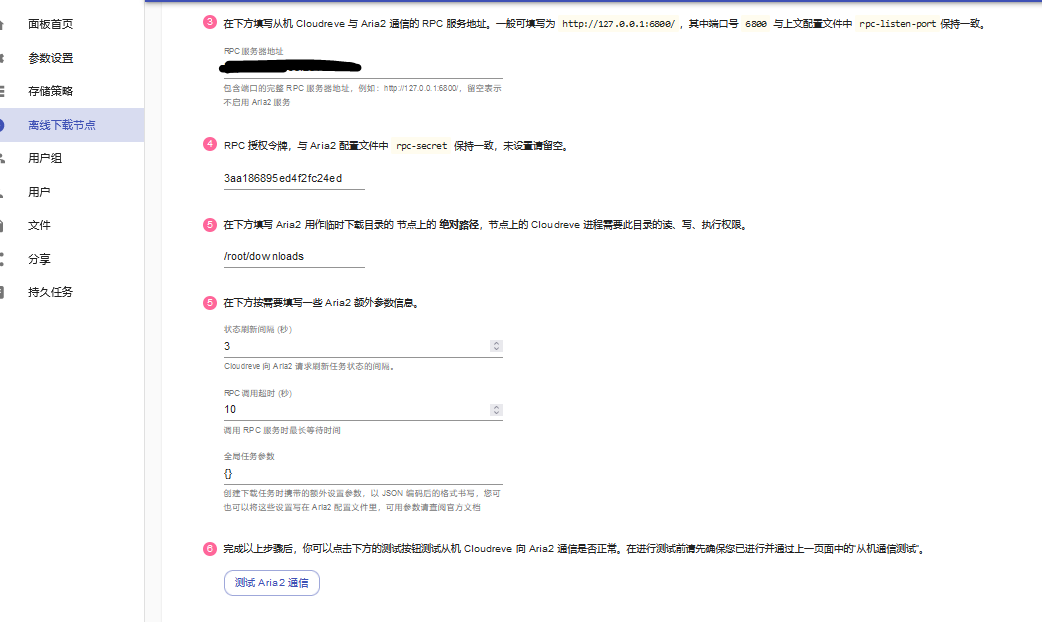 面板首页
参数设置
存储策略
离线下载节点
用户组
用户
文件
分享
持久任务
3 在下方填写从机 Cloudreve 与 Aria2 通信的 RPC 服务地址。一般可填写为 http://127.0.0.1:6800/ ，其中端口号 6800 与上文配置文件中 rpc-listen-port 保持一致。
RPC 服务器地址
包含端口的完整 RPC 服务器地址，例如：http://127.0.0.1:6800/，留空表示
不启用 Aria2 服务
4 RPC 授权令牌，与 Aria2 配置文件中 rpc-secret 保持一致，未设置请留空。
3aa186895ed4f2fc24ed
5 在下方填写 Aria2 用作临时下载目录的 节点上的 绝对路径，节点上的 Cloudreve 进程需要此目录的读、写、执行权限。
/root/downloads
5 在下方按需要填写一些 Aria2 额外参数信息。
状态刷新间隔 (秒)
3
Cloudreve 向 Aria2 请求刷新任务状态的间隔。
RPC 调用超时 (秒)
10
调用 RPC 服务时最长等待时间
全局任务参数
{}
创建下载任务时携带的额外设置参数，以 JSON 编码后的格式书写，您可
也可以将这些设置写在 Aria2 配置文件里，可用参数请查阅官方文档
6 完成以上步骤后，你可以点击下方的测试按钮测试从机 Cloudreve 向 Aria2 通信是否正常。在进行测试前请先确保您已进行并通过上一页面中的“从机通信测试”。
测试 Aria2 通信